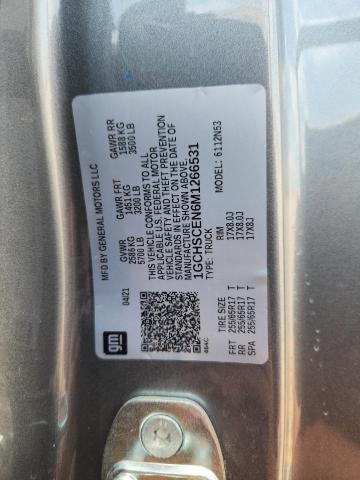 MFD BY GENERAL MOTORS LLC
04/21 GVWR GAWR FRT GAWR RR
2586 KG 1451 KG 1588 KG
5700 LB 3200 LB 3500 LB
THIS VEHICLE CONFORMS TO ALL
APPLICABLE U.S. FEDERAL MOTOR
VEHICLE SAFETY AND THEFT PREVENTION
STANDARDS IN EFFECT ON THE DATE OF
MANUFACTURE SHOWN ABOVE.
1GCHSCEN6M1266531
TYPE: TRUCK MODEL: 6112N53
464C
TIRE SIZE RIM
FRT 255/65R17 T 17X8.0J
RR 255/65R17 T 17X8.0J
SPA 255/65R17 T 17X8J
gm